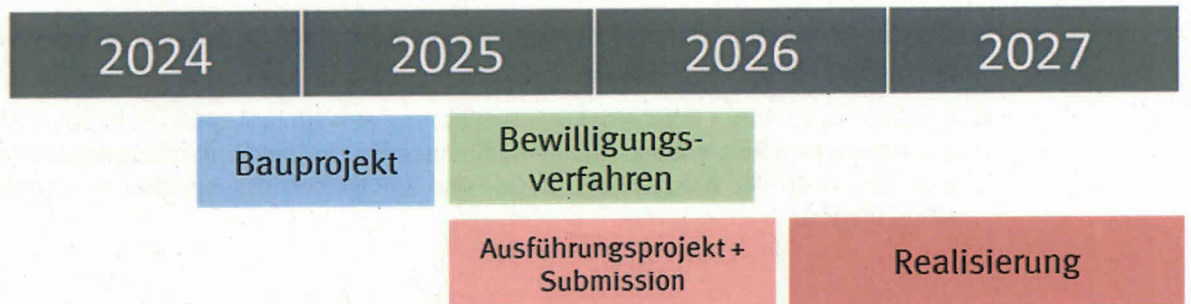 2024 2025 2026 2027
Bauprojekt
Bewilligungs-
verfahren
Ausführungsprojekt +
Submission
Realisierung